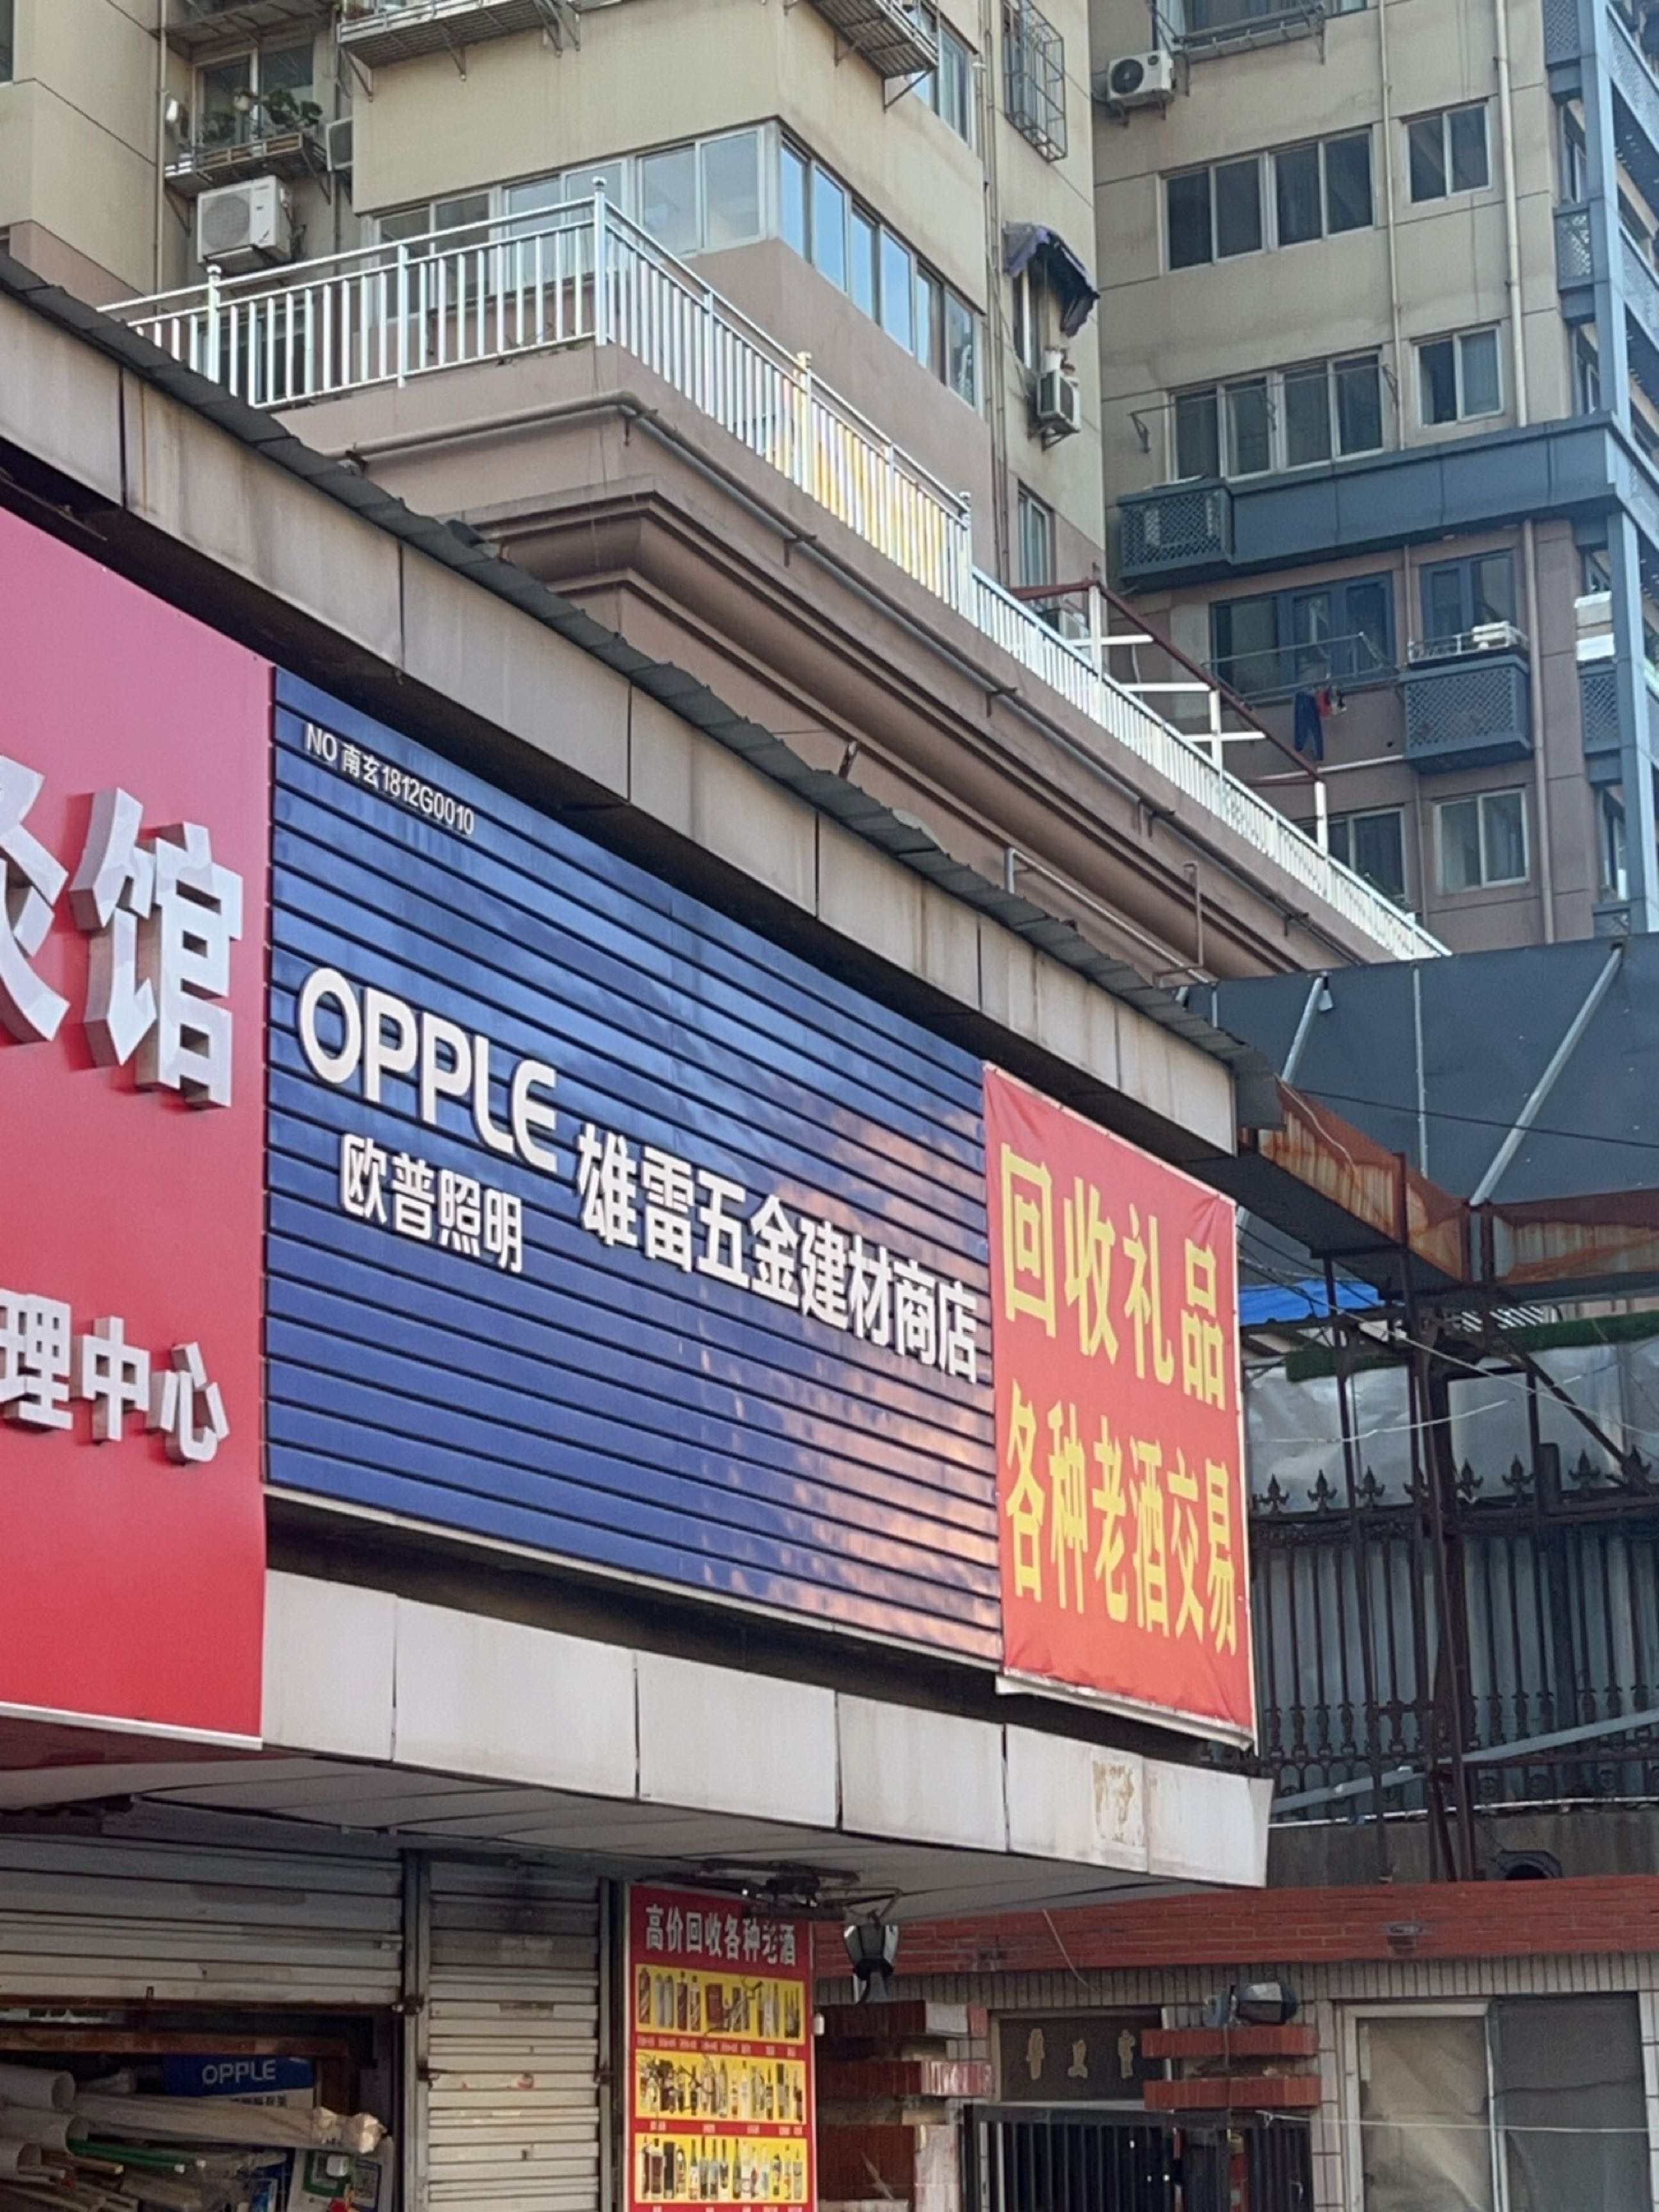 馆
理中心
NO 南玄1812G0010
OPPLE
欧普照明
雄雷五金建材商店
回收礼品
各种老酒交易
高价回收各种老酒
OPPLE